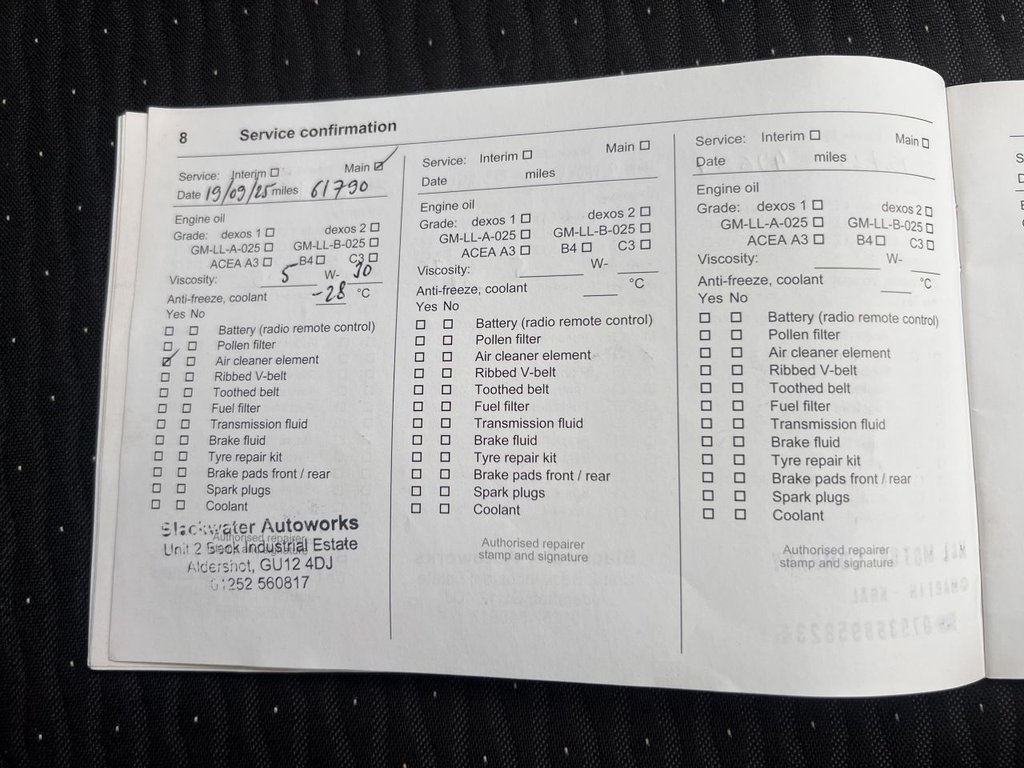 8 Service confirmation
Service: Interim ☐ Main ☑
Date 19/09/25 miles 61790
Engine oil
Grade: dexos 1 ☐ dexos 2 ☐
GM-LL-A-025 ☐ GM-LL-B-025 ☐
ACEA A3 ☐ B4 ☐ C3 ☐
Viscosity: 5 W- 30
Anti-freeze, coolant -28 °C
Yes No
☐ ☐ Battery (radio remote control)
☐ ☐ Pollen filter
☑ ☐ Air cleaner element
☐ ☐ Ribbed V-belt
☐ ☐ Toothed belt
☐ ☐ Fuel filter
☐ ☐ Transmission fluid
☐ ☐ Brake fluid
☐ ☐ Tyre repair kit
☐ ☐ Brake pads front / rear
☐ ☐ Spark plugs
☐ ☐ Coolant
Authorised repairer
Blackwater Autoworks
Unit 2 Beck Industrial Estate
Aldershot, GU12 4DJ
01252 560817
Service: Interim ☐ Main ☐
Date miles
Engine oil
Grade: dexos 1 ☐ dexos 2 ☐
GM-LL-A-025 ☐ GM-LL-B-025 ☐
ACEA A3 ☐ B4 ☐ C3 ☐
Viscosity: W-
Anti-freeze, coolant °C
Yes No
☐ ☐ Battery (radio remote control)
☐ ☐ Pollen filter
☐ ☐ Air cleaner element
☐ ☐ Ribbed V-belt
☐ ☐ Toothed belt
☐ ☐ Fuel filter
☐ ☐ Transmission fluid
☐ ☐ Brake fluid
☐ ☐ Tyre repair kit
☐ ☐ Brake pads front / rear
☐ ☐ Spark plugs
☐ ☐ Coolant
Authorised repairer
stamp and signature
Service: Interim ☐ Main ☐
Date miles
Engine oil
Grade: dexos 1 ☐ dexos 2 ☐
GM-LL-A-025 ☐ GM-LL-B-025 ☐
ACEA A3 ☐ B4 ☐ C3 ☐
Viscosity: W-
Anti-freeze, coolant °C
Yes No
☐ ☐ Battery (radio remote control)
☐ ☐ Pollen filter
☐ ☐ Air cleaner element
☐ ☐ Ribbed V-belt
☐ ☐ Toothed belt
☐ ☐ Fuel filter
☐ ☐ Transmission fluid
☐ ☐ Brake fluid
☐ ☐ Tyre repair kit
☐ ☐ Brake pads front / rear
☐ ☐ Spark plugs
☐ ☐ Coolant
Authorised repairer
stamp and signature